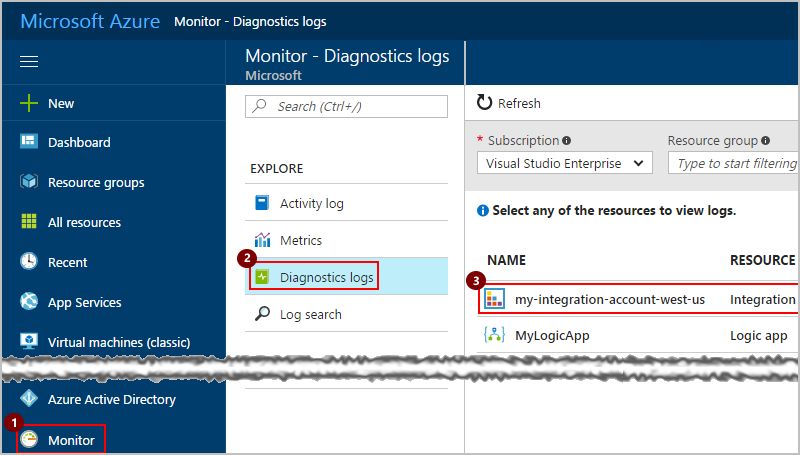 Microsoft Azure Monitor - Diagnostics logs
New
Dashboard
Resource groups
All resources
Recent
App Services
Virtual machines (classic)
Azure Active Directory
1
Monitor
Monitor - Diagnostics logs
Microsoft
Search (Ctrl+/)
EXPLORE
Activity log
Metrics
2
Diagnostics logs
Log search
Refresh
* Subscription Resource group
Visual Studio Enterprise Type to start filtering
Select any of the resources to view logs.
NAME RESOURCE
3
my-integration-account-west-us Integration
MyLogicApp Logic app